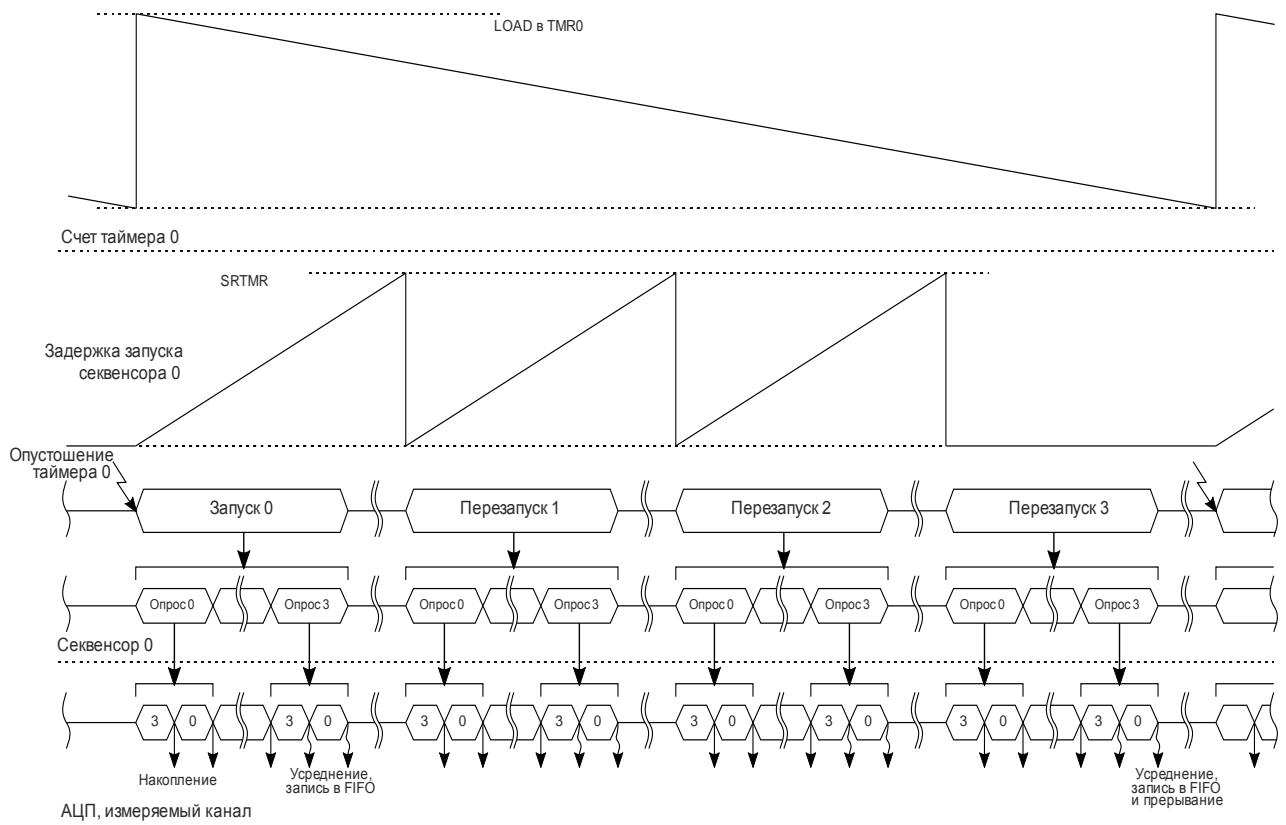 LOAD в TMR0
Счет таймера 0
SRTMR
Задержка запуска
секвенсора 0
Опустошение
таймера 0
Запуск 0
Перезапуск 1
Перезапуск 2
Перезапуск 3
Опрос 0
Опрос 3
Опрос 0
Опрос 3
Опрос 0
Опрос 3
Опрос 0
Опрос 3
Секвенсор 0
3 0 3 0 3 0 3 0 3 0 3 0 3 0 3 0
Накопление
Усреднение,
запись в FIFO
Усреднение,
запись в FIFO
и прерывание
АЦП, измеряемый канал